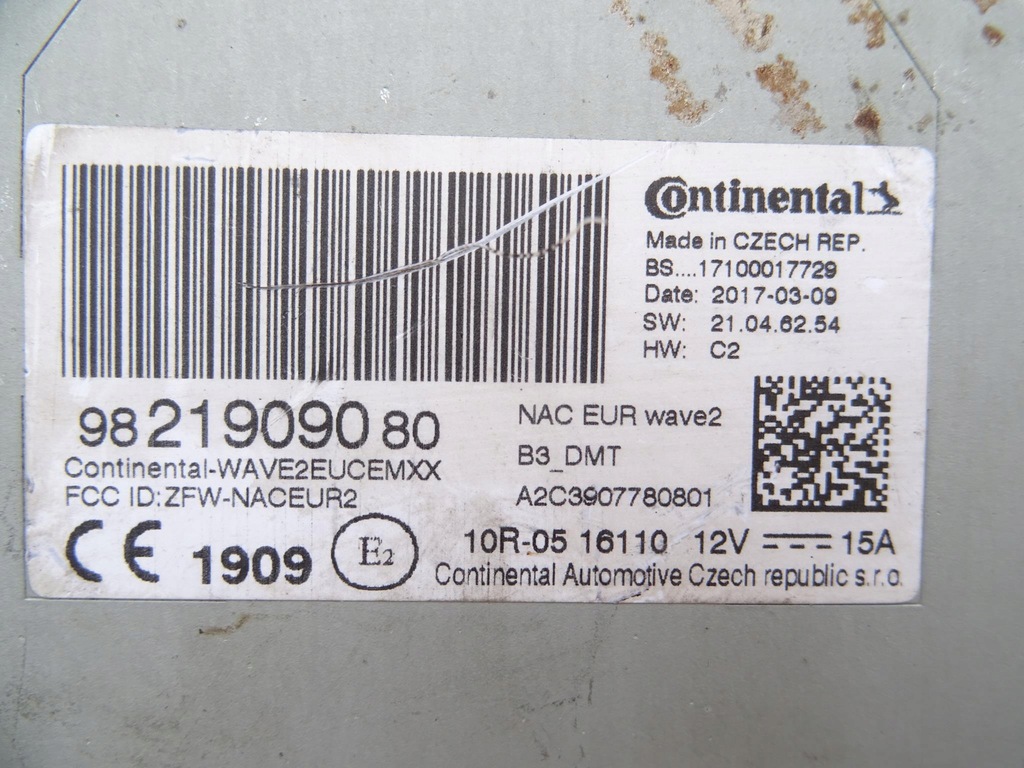 Continental
Made in CZECH REP.
BS....17100017729
Date: 2017-03-09
SW: 21.04.62.54
HW: C2
98 219090 80
Continental-WAVE2EUCEMXX
FCC ID: ZFW-NACEUR2
NAC EUR wave2
B3_DMT
A2C3907780801
CE 1909 E2
10R-05 16110 12V 15A
Continental Automotive Czech republic s.r.o.